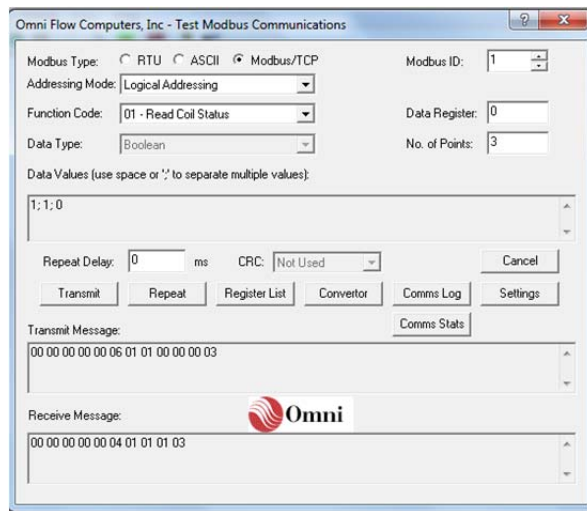 Omni Flow Computers, Inc - Test Modbus Communications
Modbus Type: RTU ASCII Modbus/TCP Modbus ID: 1
Addressing Mode: Logical Addressing
Function Code: 01 - Read Coil Status Data Register: 0
Data Type: Boolean No. of Points: 3
Data Values (use space or ';' to separate multiple values):
1; 1; 0
Repeat Delay: 0 ms CRC: Not Used Cancel
Transmit Repeat Register List Convertor Comms Log Settings
Transmit Message: Comms Stats
00 00 00 00 00 06 01 01 00 00 00 03
Receive Message: Omni
00 00 00 00 00 04 01 01 01 03